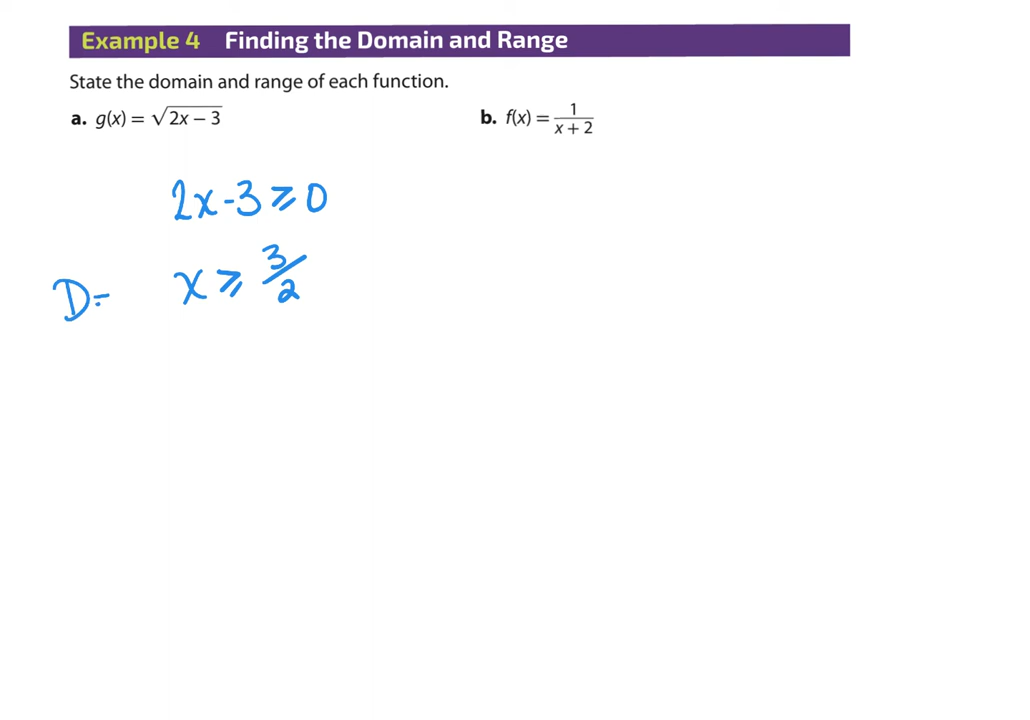 Example 4 Finding the Domain and Range
State the domain and range of each function.
a. g(x) = √(2x − 3)
b. f(x) = 1/(x + 2)
2x - 3 ≥ 0
D= x ≥ 3/2